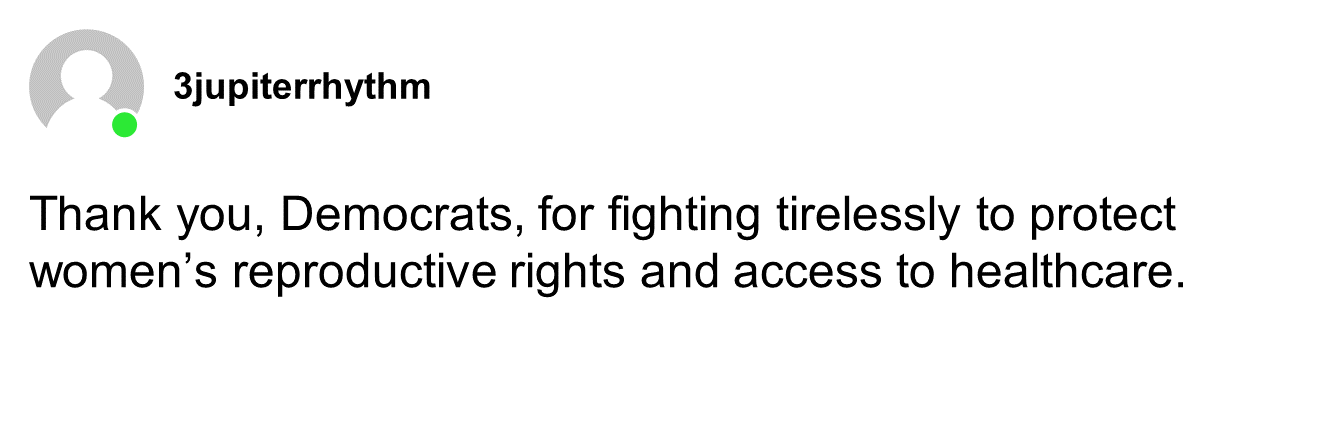 3jupiterrhythm
Thank you, Democrats, for fighting tirelessly to protect
women’s reproductive rights and access to healthcare.